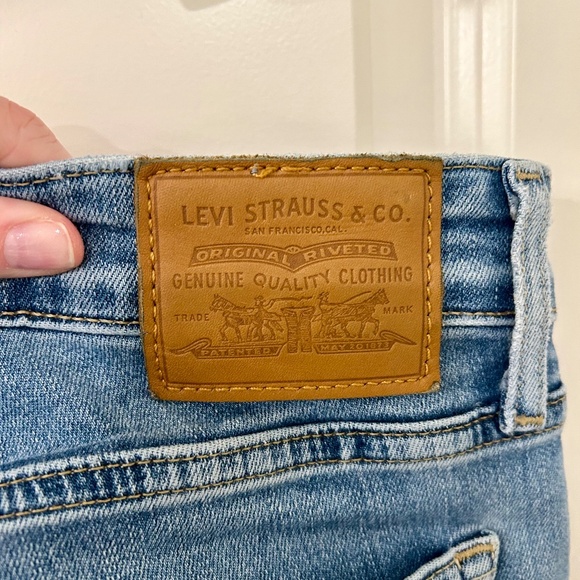 LEVI STRAUSS & CO.
SAN FRANCISCO, CAL.
ORIGINAL RIVETED
GENUINE QUALITY CLOTHING
TRADE MARK
PATENTED MAY 20 1873